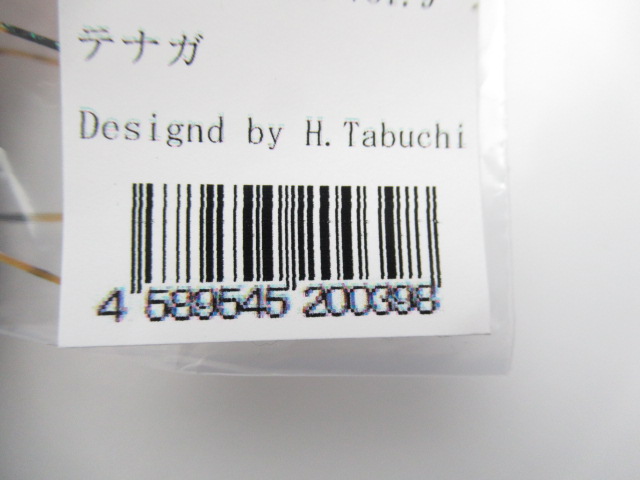 テナガ
Designd by H.Tabuchi
4 589545 200398